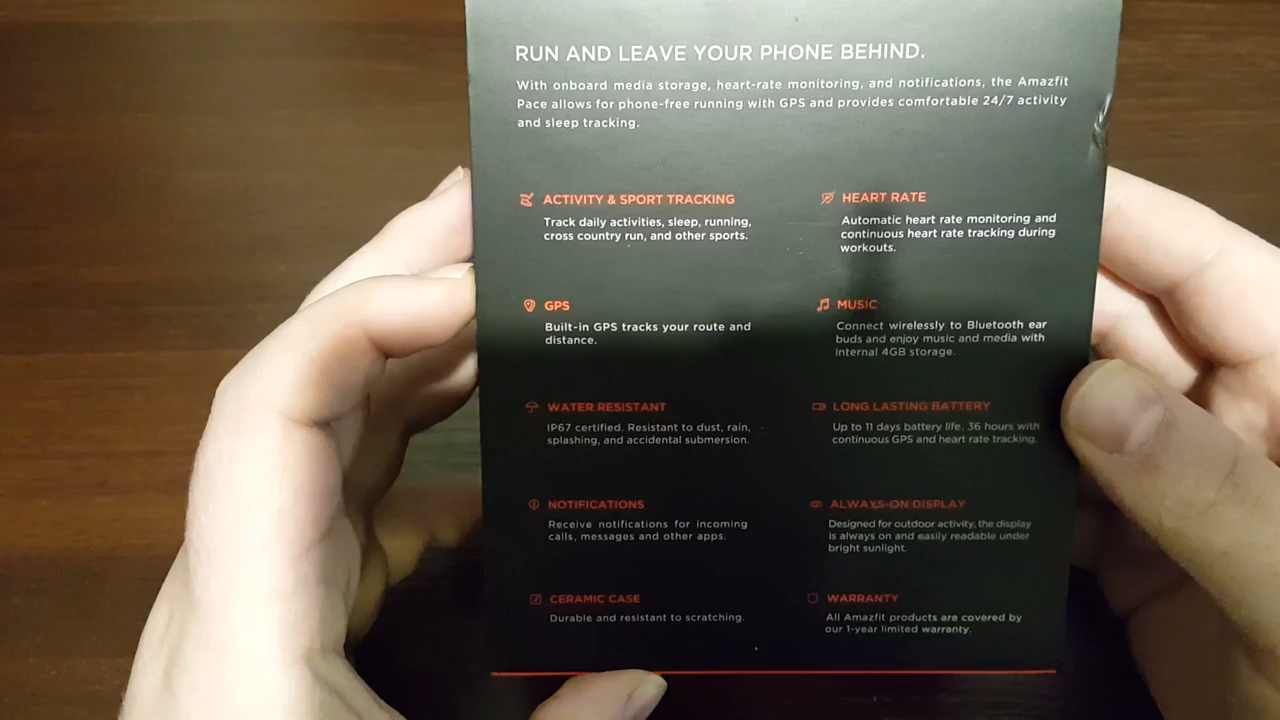 RUN AND LEAVE YOUR PHONE BEHIND.
With onboard media storage, heart-rate monitoring, and notifications, the Amazfit
Pace allows for phone-free running with GPS and provides comfortable 24/7 activity
and sleep tracking.
ACTIVITY & SPORT TRACKING
Track daily activities, sleep, running,
cross country run, and other sports.
HEART RATE
Automatic heart rate monitoring and
continuous heart rate tracking during
workouts.
GPS
Built-in GPS tracks your route and
distance.
MUSIC
Connect wirelessly to Bluetooth ear
buds and enjoy music and media with
internal 4GB storage.
WATER RESISTANT
IP67 certified. Resistant to dust, rain,
splashing, and accidental submersion.
LONG LASTING BATTERY
Up to 11 days battery life. 36 hours with
continuous GPS and heart rate tracking.
NOTIFICATIONS
Receive notifications for incoming
calls, messages and other apps.
ALWAYS-ON DISPLAY
Designed for outdoor activity, the display
is always on and easily readable under
bright sunlight.
CERAMIC CASE
Durable and resistant to scratching.
WARRANTY
All Amazfit products are covered by
our 1-year limited warranty.